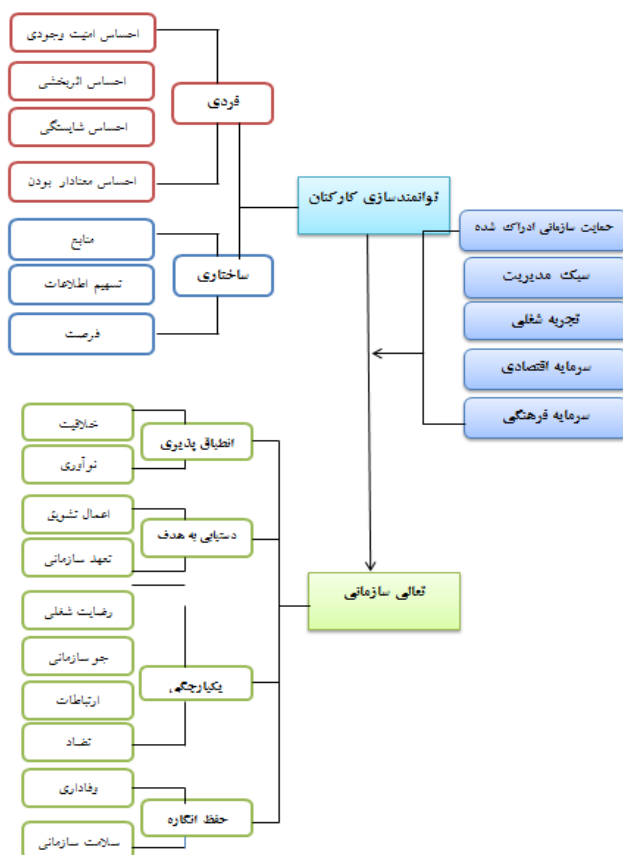 احساس امنیت وجودی
احساس اثربخشی
احساس شایستگی
احساس معنادار بودن
فردی
منابع
تسهیم اطلاعات
فرصت
ساختاری
توانمندسازی کارکنان
حمایت سازمانی ادراک شده
سبک مدیریت
تجربه شغلی
سرمایه اقتصادی
سرمایه فرهنگی
تعالی سازمانی
انطباق پذیری
خلاقیت
نوآوری
دستیابی به هدف
اعمال تشویق
تعهد سازمانی
یکپارچگی
رضایت شغلی
جو سازمانی
ارتباطات
تضاد
حفظ انگاره
وفاداری
سلامت سازمانی